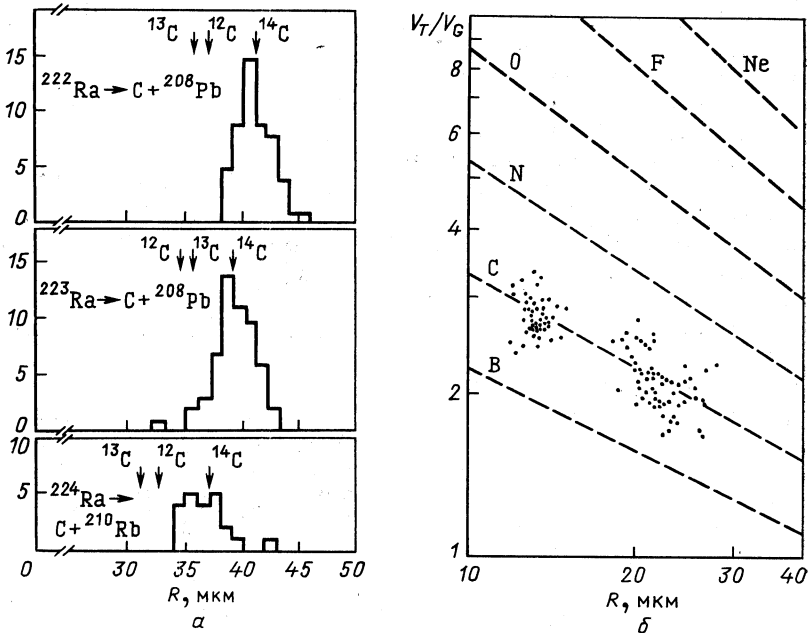 15
10
5
0
¹³C ¹²C ¹⁴C
²²²Ra→C+²⁰⁸Pb
15
10
5
0
¹²C ¹³C ¹⁴C
²²³Ra→C+²⁰⁸Pb
10
5
0
¹³C ¹²C ¹⁴C
²²⁴Ra→
C+²¹⁰Rb
30 35 40 45 50
R, мкм
а
V_T/V_G
8
6
4
2
1
O
F
Ne
N
C
B
10 20 30 40
R, мкм
б